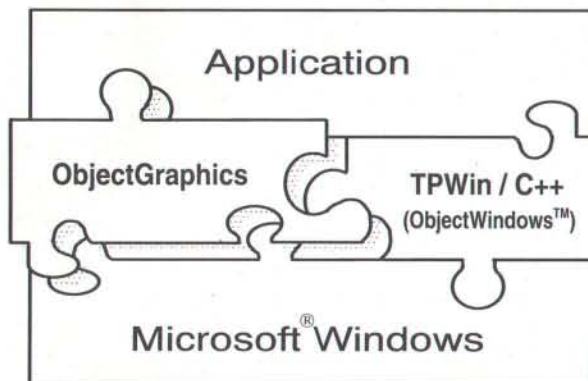 Application
ObjectGraphics
TPWin / C++
(ObjectWindows™)
Microsoft® Windows